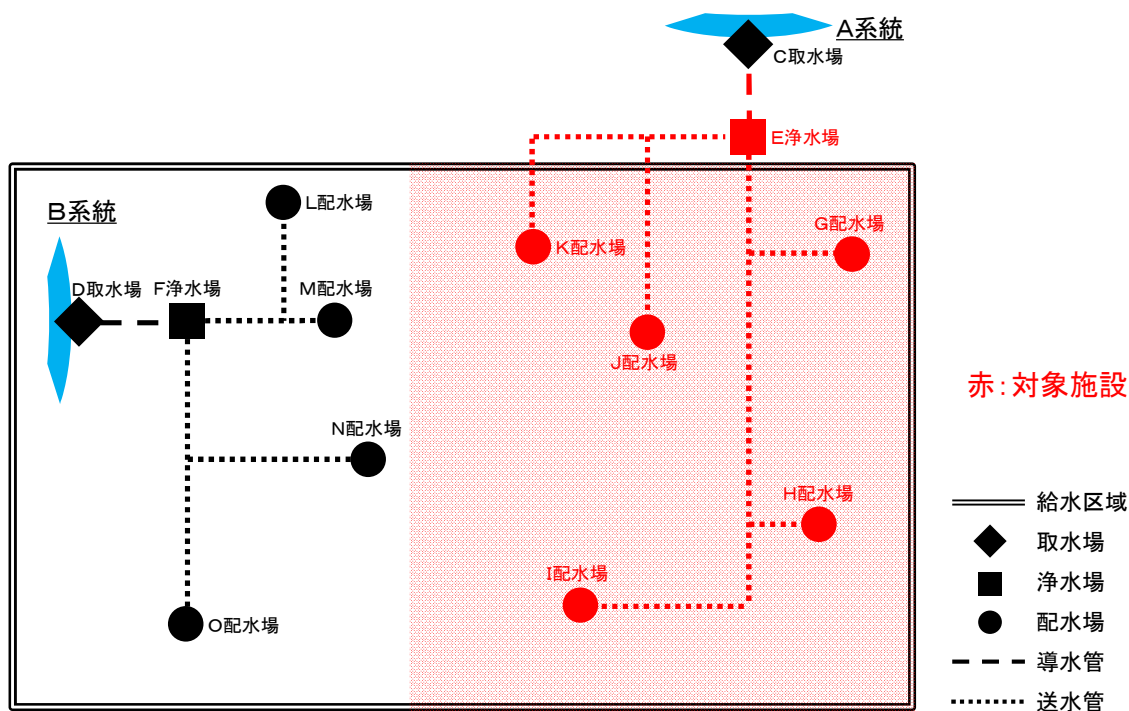 A系統
C取水場
E浄水場
B系統
L配水場
G配水場
K配水場
D取水場
F浄水場
M配水場
J配水場
赤：対象施設
N配水場
H配水場
給水区域
取水場
I配水場
浄水場
O配水場
配水場
導水管
送水管